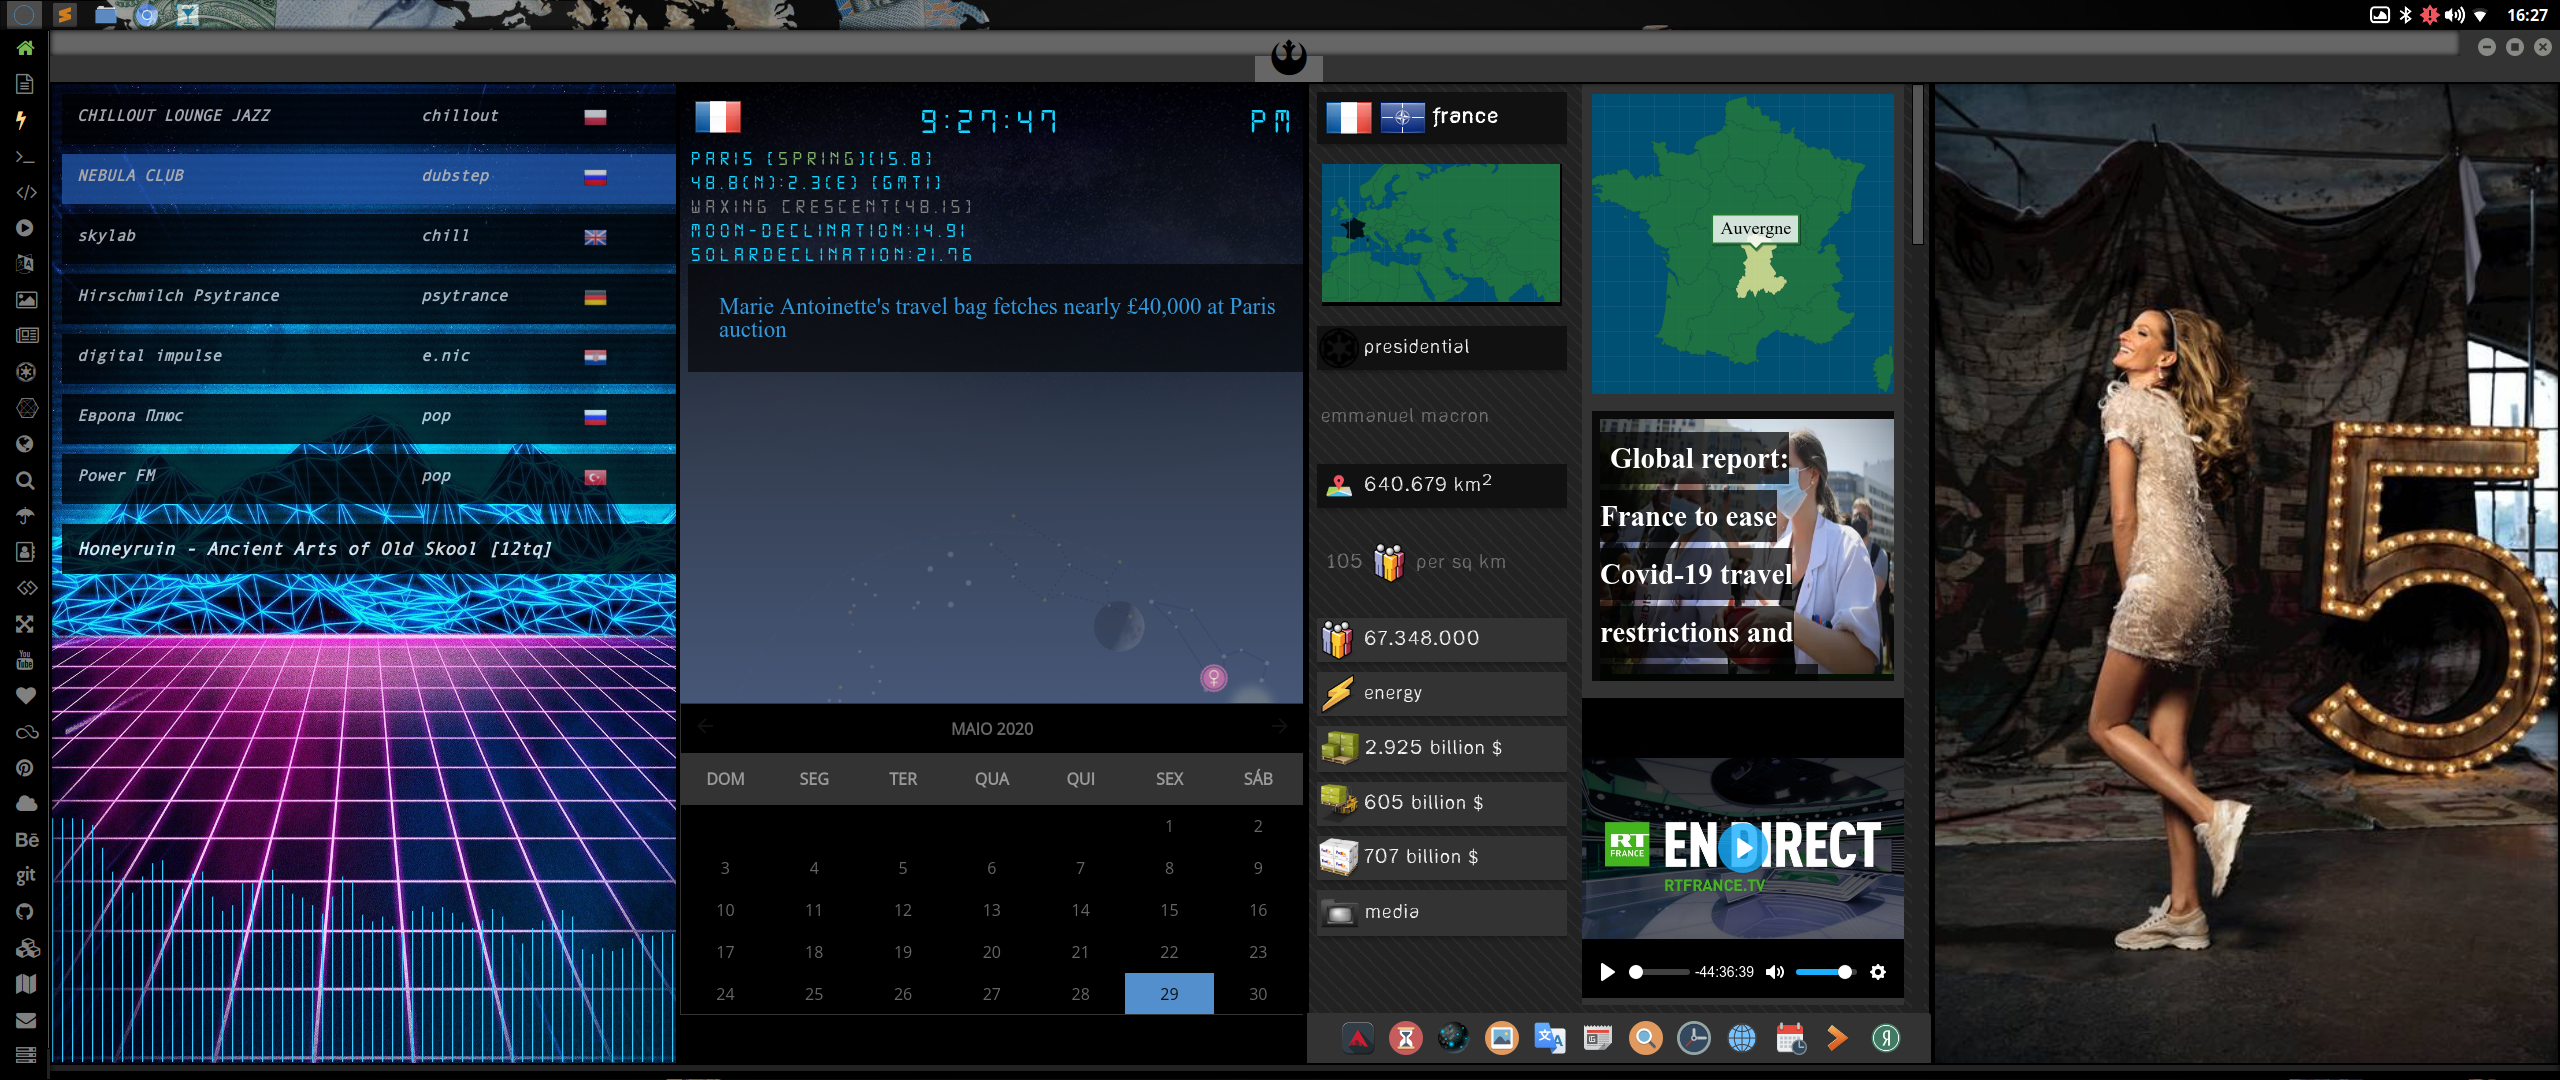 16:27
CHILLOUT LOUNGE JAZZ chillout
NEBULA CLUB dubstep
skylab chill
Hirschmilch Psytrance psytrance
digital impulse e.nic
Европа Плюс pop
Power FM pop
Honeyruin - Ancient Arts of Old Skool [12tq]
You
Tube
Bē
git
9:27:47 PM
PARIS [SPRING][15.8]
48.8(N):2.3(E) [GMT1]
WAXING CRESCENT[48.15]
MOON-DECLINATION:14.91
SOLARDECLINATION:21.76
Marie Antoinette's travel bag fetches nearly £40,000 at Paris
auction
MAIO 2020
DOM SEG TER QUA QUI SEX SÁB
1 2
3 4 5 6 7 8 9
10 11 12 13 14 15 16
17 18 19 20 21 22 23
24 25 26 27 28 29 30
france
presidential
emmanuel macron
640.679 km²
105 per sq km
67.348.000
energy
2.925 billion $
605 billion $
707 billion $
media
Auvergne
Global report:
France to ease
Covid-19 travel
restrictions and
RT
FRANCE
EN DIRECT
RTFRANCE.TV
-44:36:39
Я
5